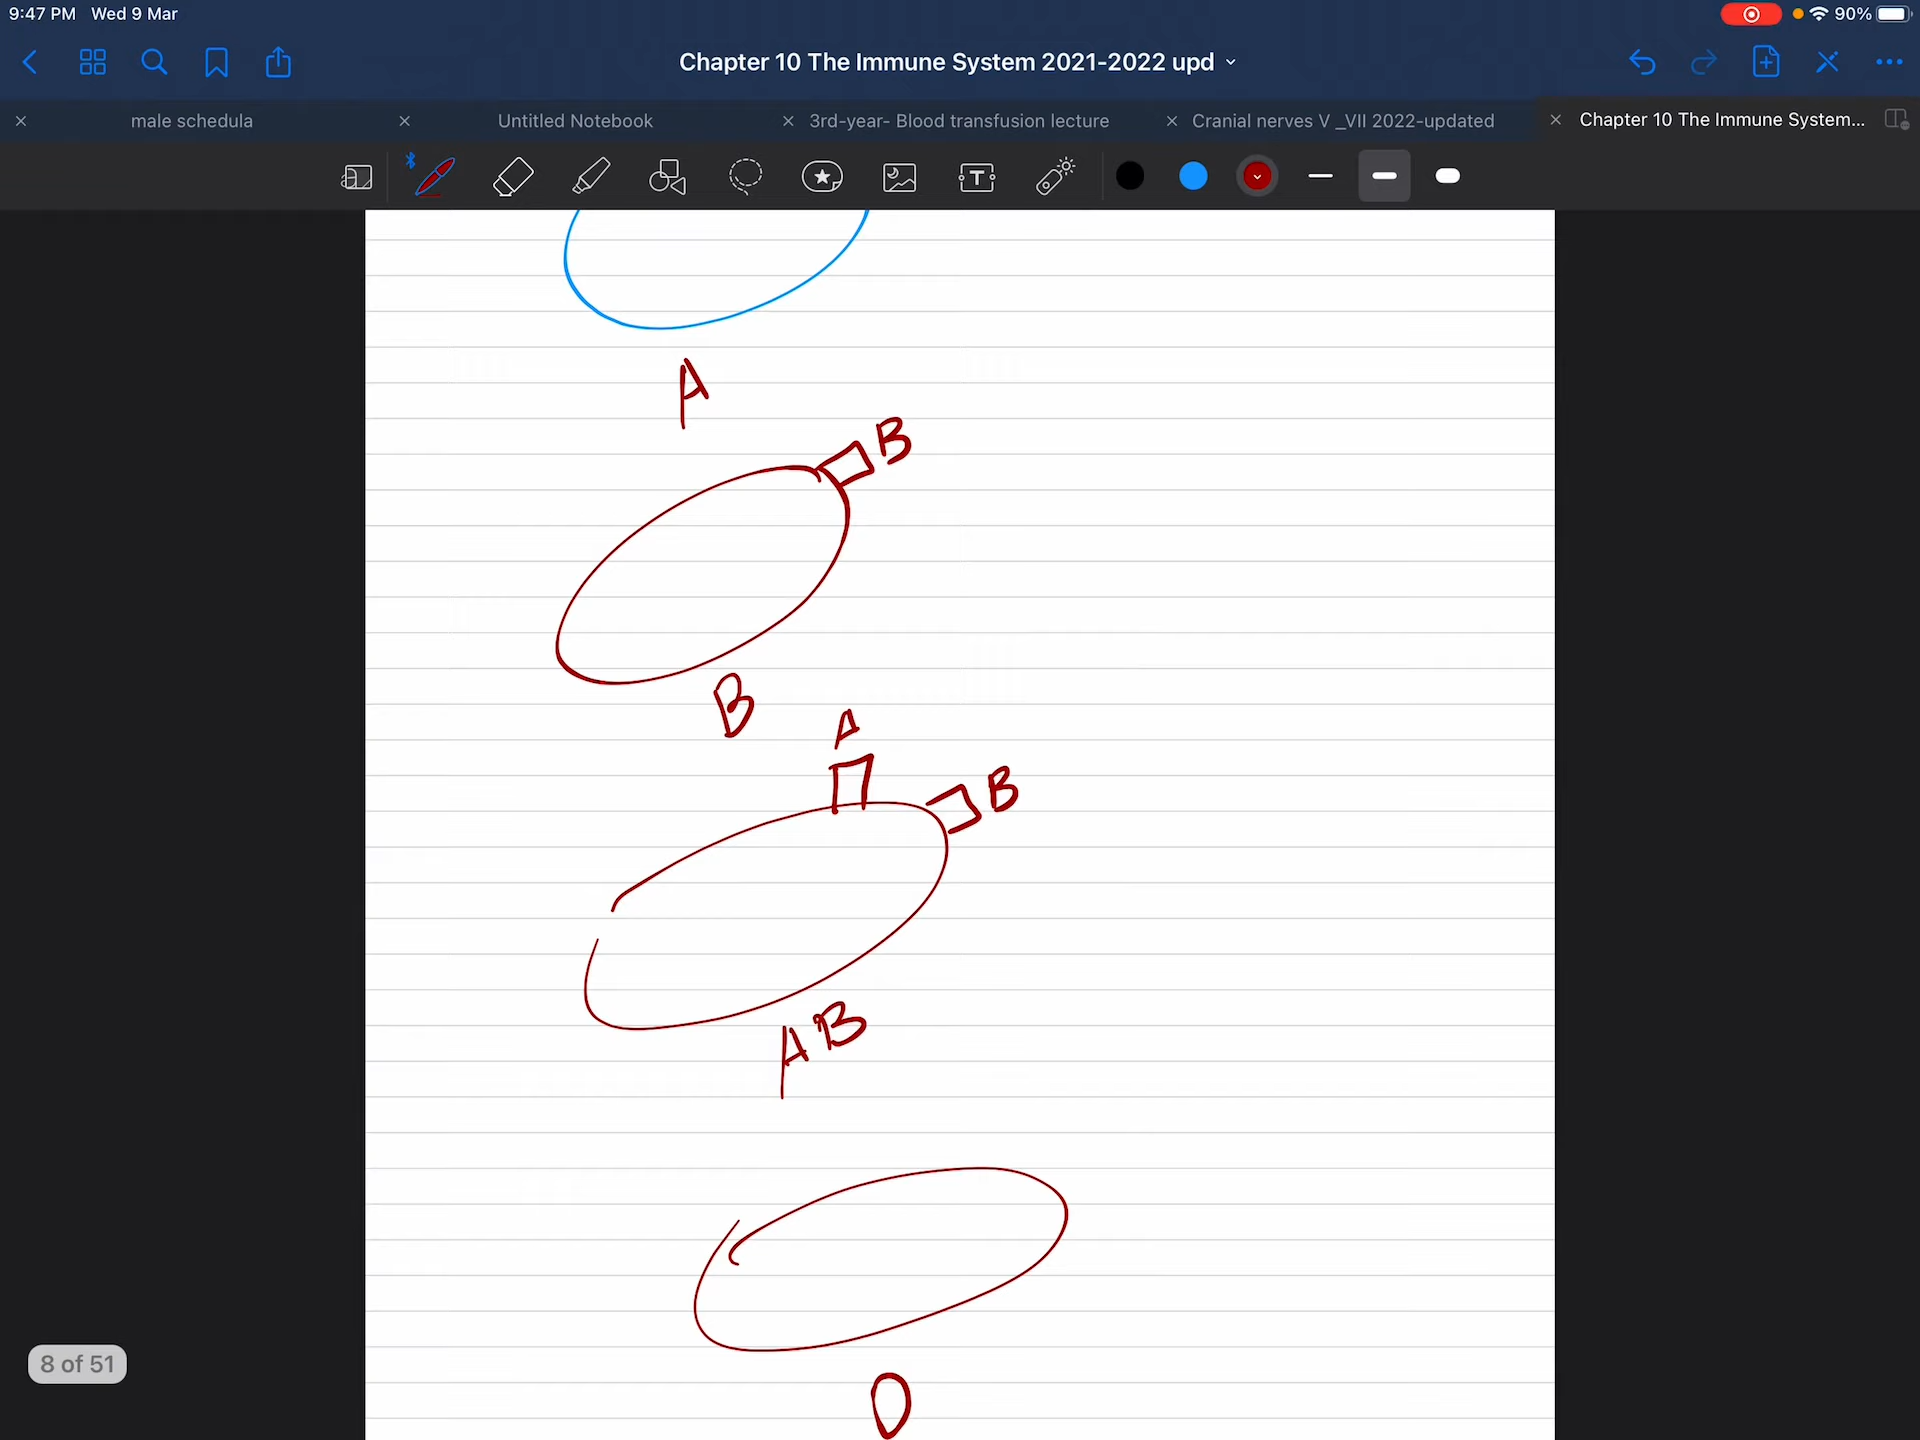 9:47 PM Wed 9 Mar
90%
Chapter 10 The Immune System 2021-2022 upd
male schedula
Untitled Notebook
3rd-year- Blood transfusion lecture
Cranial nerves V _VII 2022-updated
Chapter 10 The Immune System...
A
B
B
A
B
AB
O
8 of 51